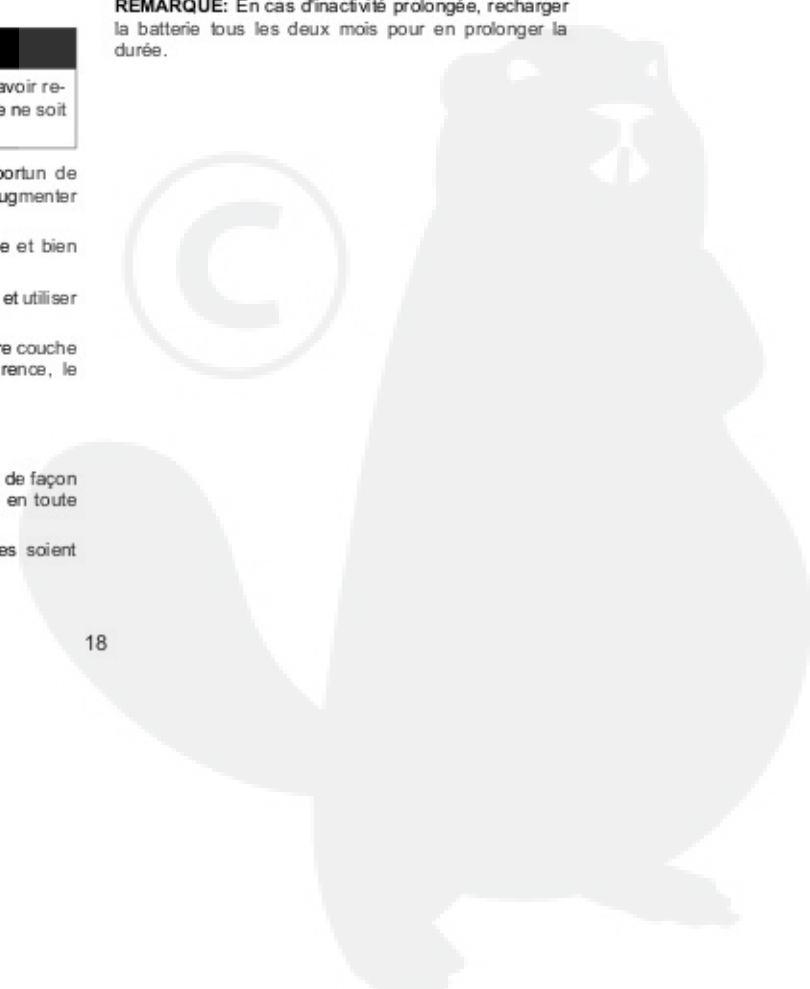 avoir re-
e ne soit
portun de
ugmenter
e et bien
et utiliser
re couche
rence, le
de façon
en toute
es soient
REMARQUE: En cas d'inactivité prolongée, recharger
la batterie tous les deux mois pour en prolonger la
durée.
©
18